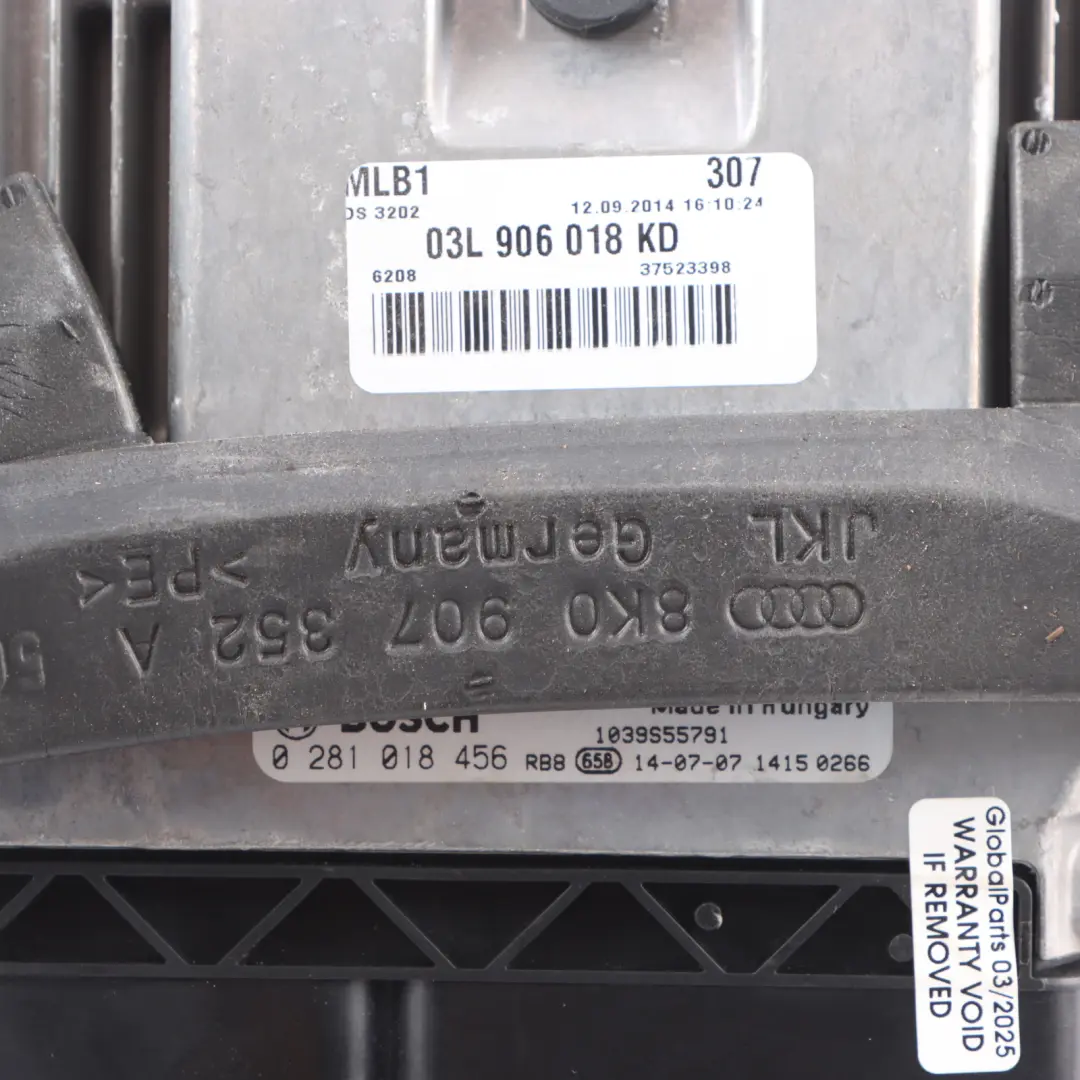 MLB1 307
DS 3202 12.09.2014 16:10:24
03L 906 018 KD
6208 37523398
JKL Germany >PE<
8K0 907 352 A
BOSCH Made in Hungary
1039S55791
0 281 018 456 RB8 65B 14-07-07 1415 0266
GlobalParts 03/2025
WARRANTY VOID
IF REMOVED